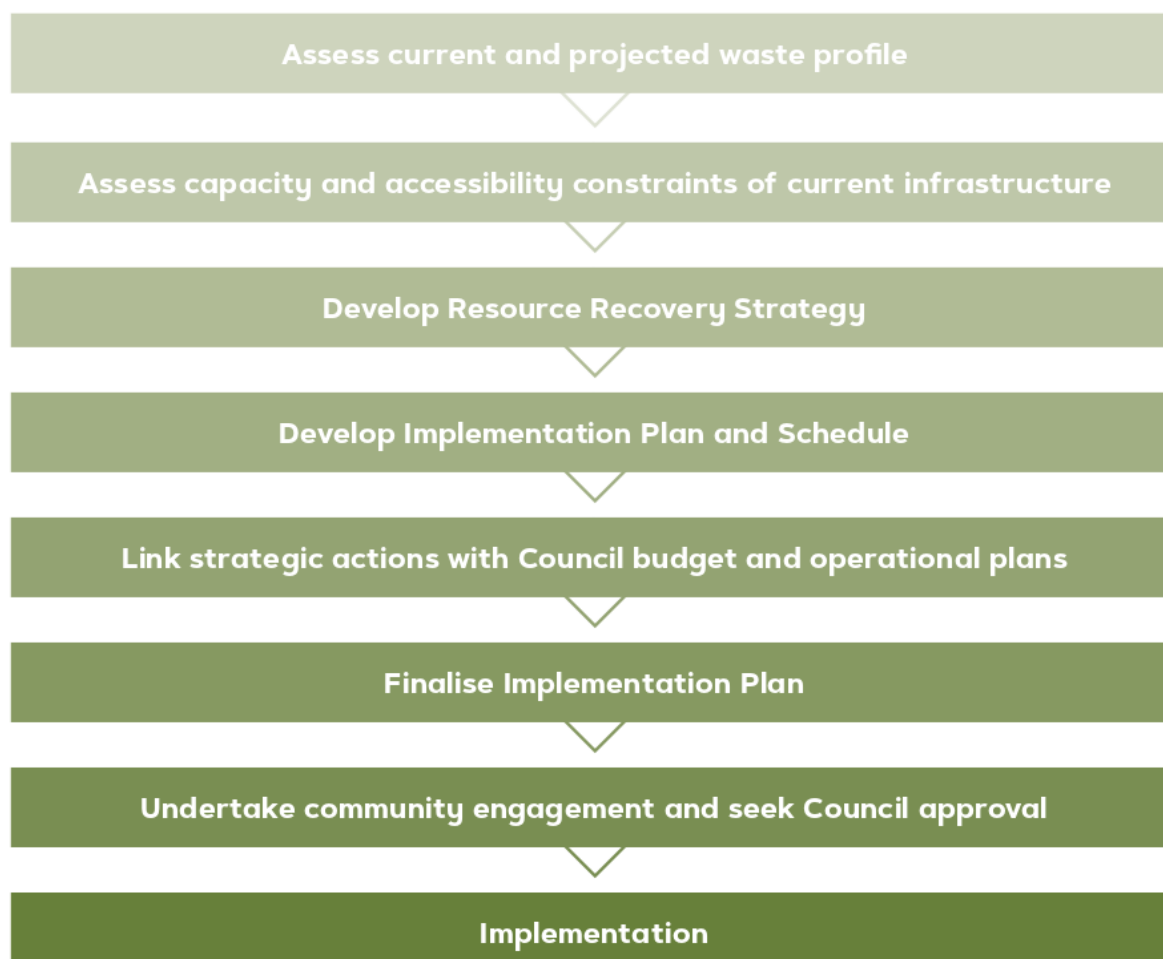 Assess current and projected waste profile
Assess capacity and accessibility constraints of current infrastructure
Develop Resource Recovery Strategy
Develop Implementation Plan and Schedule
Link strategic actions with Council budget and operational plans
Finalise Implementation Plan
Undertake community engagement and seek Council approval
Implementation